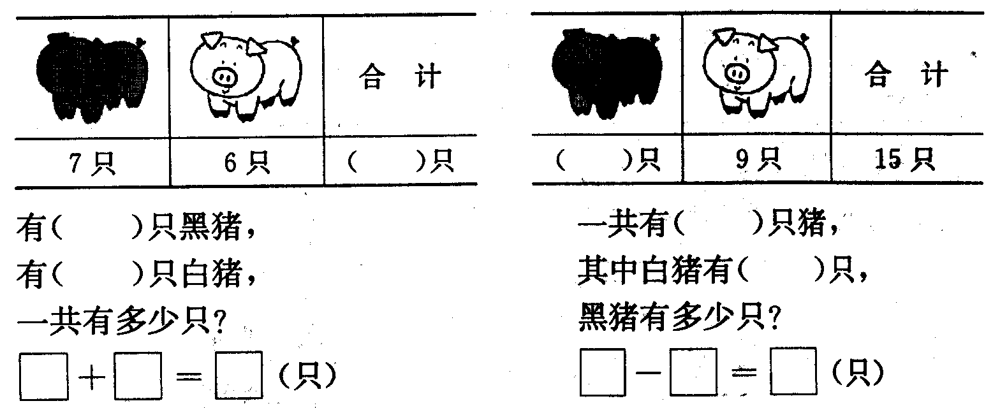 合 计
7只 6只 (  )只
有(  )只黑猪,
有(  )只白猪,
一共有多少只?
□+□=□(只)
合 计
(  )只 9只 15只
一共有(  )只猪,
其中白猪有(  )只,
黑猪有多少只?
□-□=□(只)